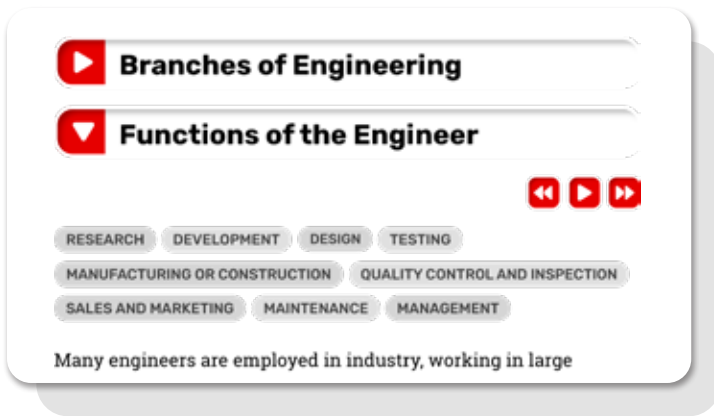 Branches of Engineering
Functions of the Engineer
RESEARCH DEVELOPMENT DESIGN TESTING
MANUFACTURING OR CONSTRUCTION QUALITY CONTROL AND INSPECTION
SALES AND MARKETING MAINTENANCE MANAGEMENT
Many engineers are employed in industry, working in large